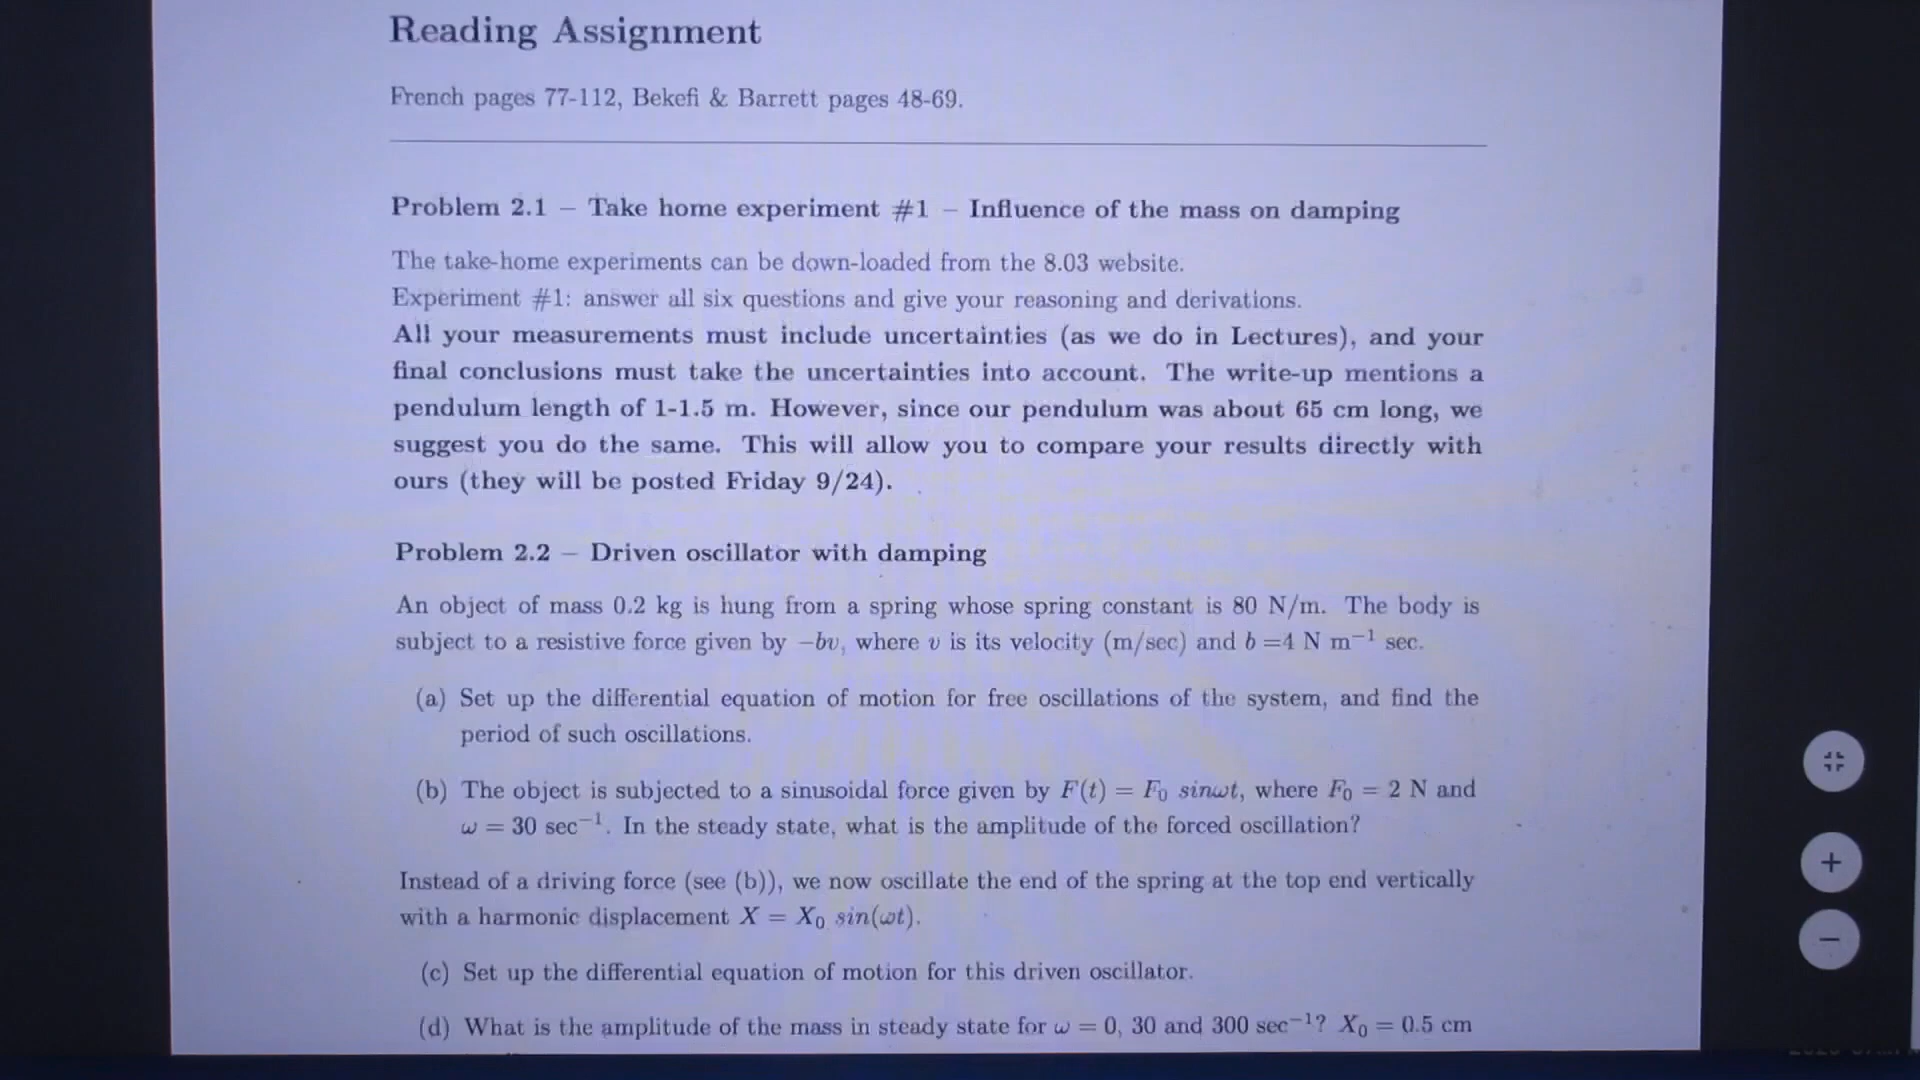 Reading Assignment
French pages 77-112, Bekefi & Barrett pages 48-69.
Problem 2.1 – Take home experiment #1 – Influence of the mass on damping
The take-home experiments can be down-loaded from the 8.03 website.
Experiment #1: answer all six questions and give your reasoning and derivations.
All your measurements must include uncertainties (as we do in Lectures), and your
final conclusions must take the uncertainties into account. The write-up mentions a
pendulum length of 1-1.5 m. However, since our pendulum was about 65 cm long, we
suggest you do the same. This will allow you to compare your results directly with
ours (they will be posted Friday 9/24).
Problem 2.2 – Driven oscillator with damping
An object of mass 0.2 kg is hung from a spring whose spring constant is 80 N/m. The body is
subject to a resistive force given by −bv, where v is its velocity (m/sec) and b =4 N m⁻¹ sec.
(a) Set up the differential equation of motion for free oscillations of the system, and find the
period of such oscillations.
(b) The object is subjected to a sinusoidal force given by F(t) = F₀ sinωt, where F₀ = 2 N and
ω = 30 sec⁻¹. In the steady state, what is the amplitude of the forced oscillation?
Instead of a driving force (see (b)), we now oscillate the end of the spring at the top end vertically
with a harmonic displacement X = X₀ sin(ωt).
(c) Set up the differential equation of motion for this driven oscillator.
(d) What is the amplitude of the mass in steady state for ω = 0, 30 and 300 sec⁻¹? X₀ = 0.5 cm